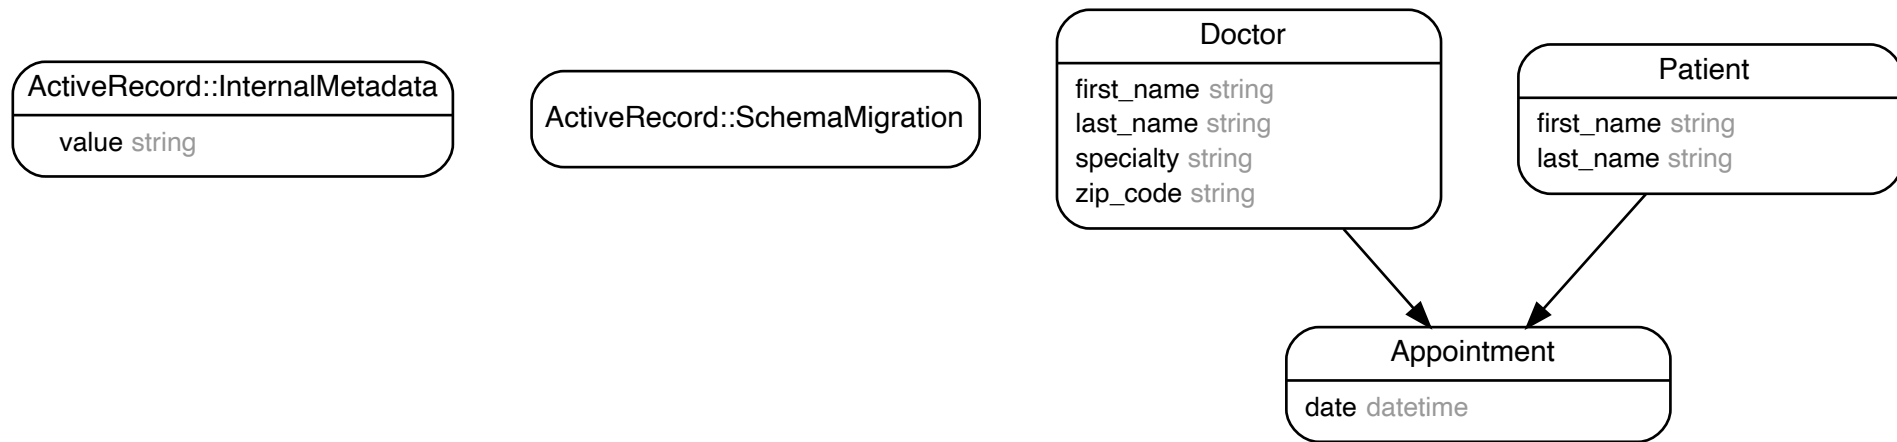 ActiveRecord::InternalMetadata
value string
ActiveRecord::SchemaMigration
Doctor
first_name string
last_name string
specialty string
zip_code string
Patient
first_name string
last_name string
Appointment
date datetime